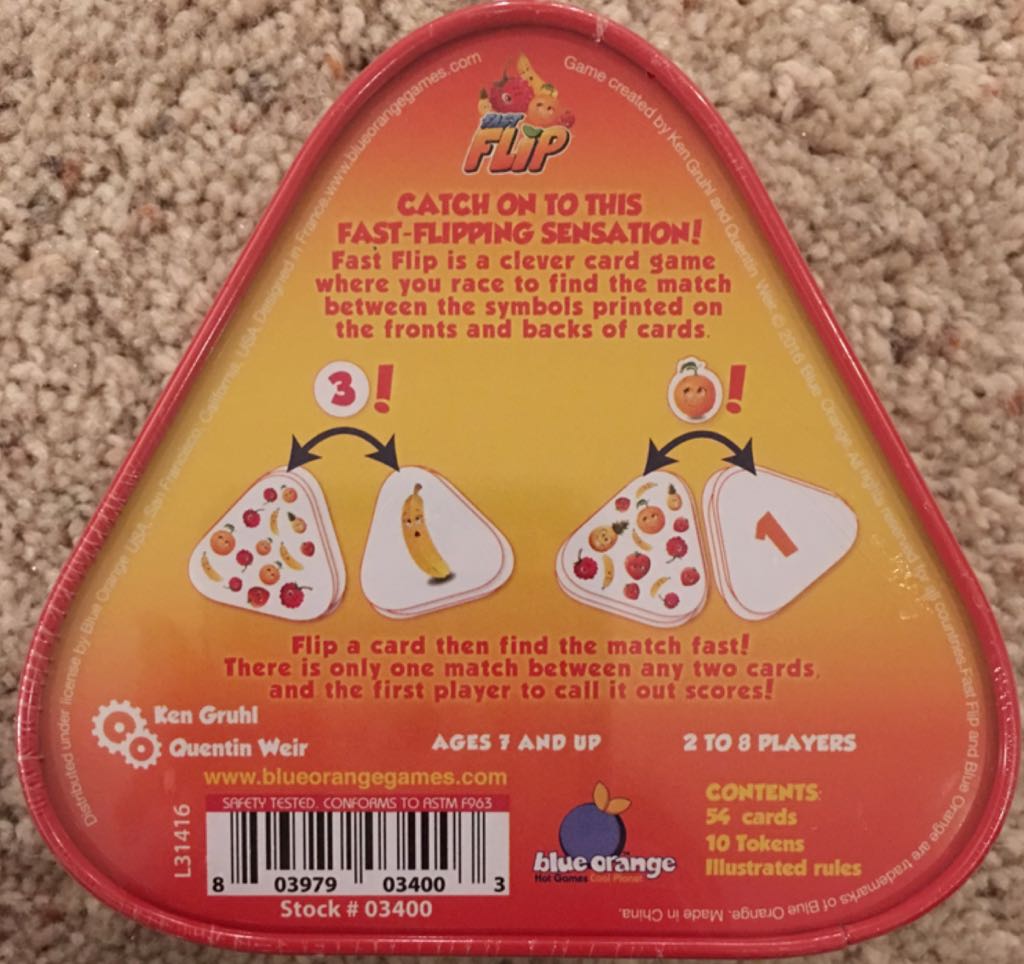 Distributed under license by Blue Orange USA, San Francisco, California, USA. Designed in France. www.blueorangegames.com
Game created by Ken Gruhl and Quentin Weir © 2016 Blue Orange. All rights reserved for all countries. Fast Flip and Blue Orange are trademarks of Blue Orange. Made in China.
FAST
FLIP
CATCH ON TO THIS
FAST-FLIPPING SENSATION!
Fast Flip is a clever card game
where you race to find the match
between the symbols printed on
the fronts and backs of cards.
3!
!
1
Flip a card then find the match fast!
There is only one match between any two cards,
and the first player to call it out scores!
Ken Gruhl
Quentin Weir
AGES 7 AND UP
2 TO 8 PLAYERS
www.blueorangegames.com
SAFETY TESTED. CONFORMS TO ASTM F963
L31416
8 03979 03400 3
Stock # 03400
blue orange
Hot Games Cool Planet
CONTENTS:
54 cards
10 Tokens
Illustrated rules